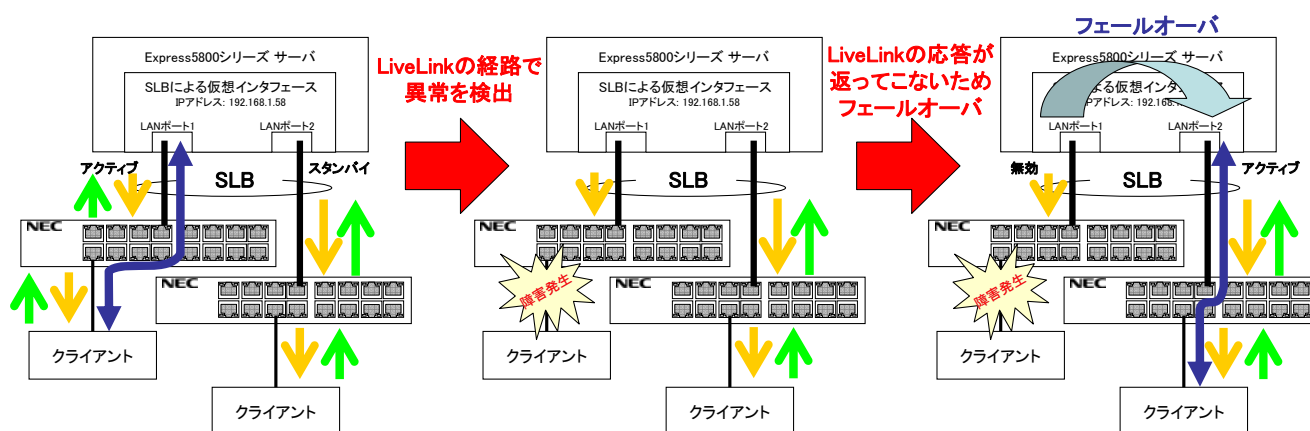 Express5800シリーズ サーバ
SLBによる仮想インタフェース
IPアドレス: 192.168.1.58
LANポート1
LANポート2
アクティブ
スタンバイ
SLB
NEC
NEC
クライアント
クライアント
LiveLinkの経路で
異常を検出
Express5800シリーズ サーバ
SLBによる仮想インタフェース
IPアドレス: 192.168.1.58
LANポート1
LANポート2
SLB
NEC
障害発生
NEC
クライアント
クライアント
LiveLinkの応答が
返ってこないため
フェールオーバ
フェールオーバ
Express5800シリーズ サーバ
よる仮想インタフェース
IPアドレス: 192.168
LANポート1
LANポート2
無効
アクティブ
SLB
NEC
障害発生
NEC
クライアント
クライアント